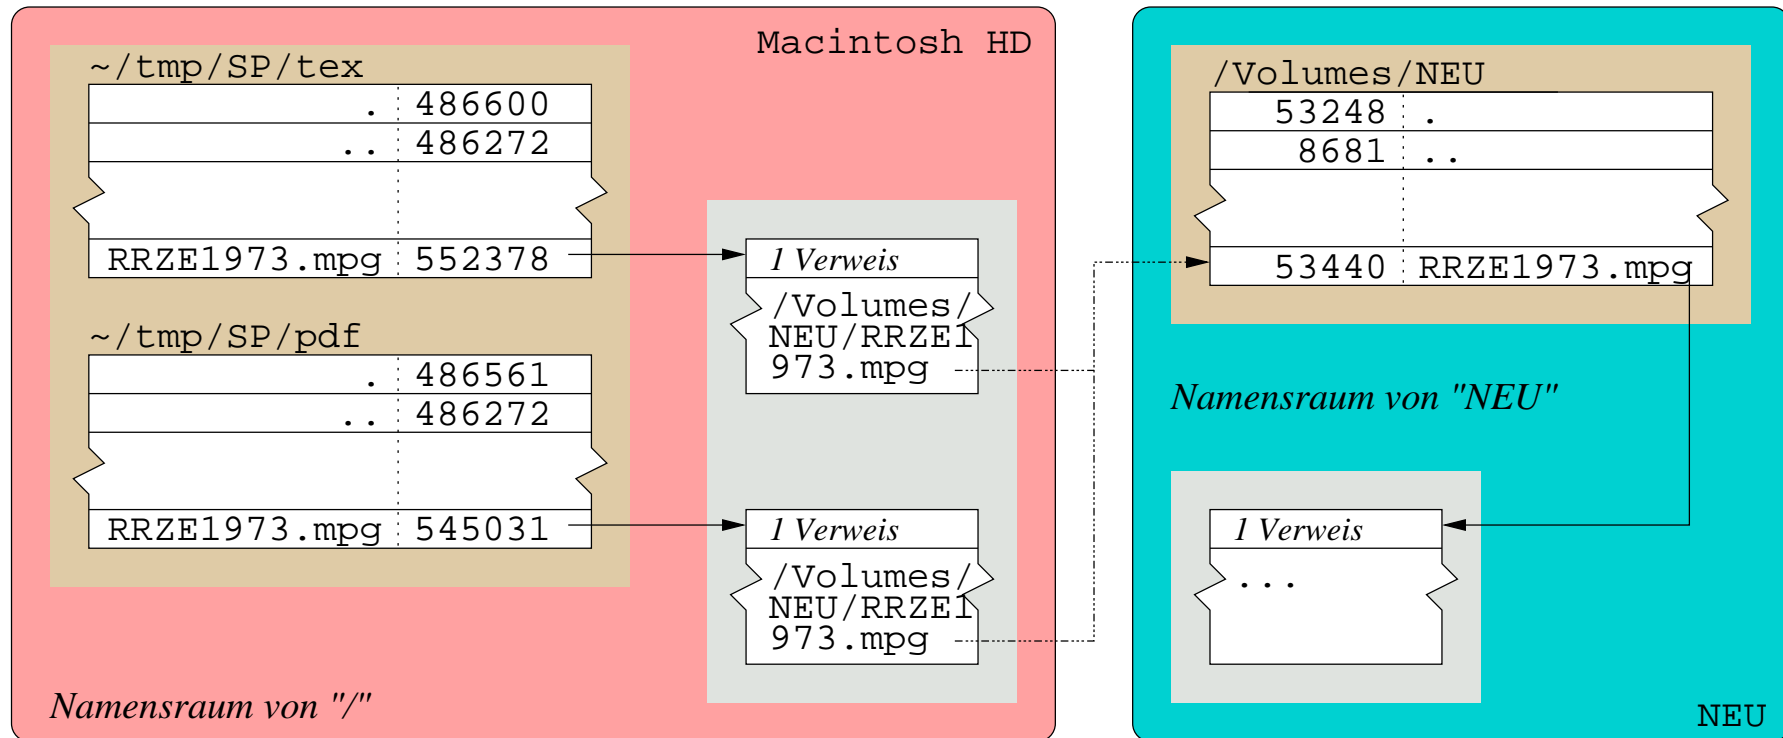 Macintosh HD
~/tmp/SP/tex
. 486600
.. 486272
RRZE1973.mpg 552378
~/tmp/SP/pdf
. 486561
.. 486272
RRZE1973.mpg 545031
1 Verweis
/Volumes/
NEU/RRZE1
973.mpg
1 Verweis
/Volumes/
NEU/RRZE1
973.mpg
Namensraum von "/"
/Volumes/NEU
53248 .
8681 ..
53440 RRZE1973.mpg
Namensraum von "NEU"
1 Verweis
...
NEU